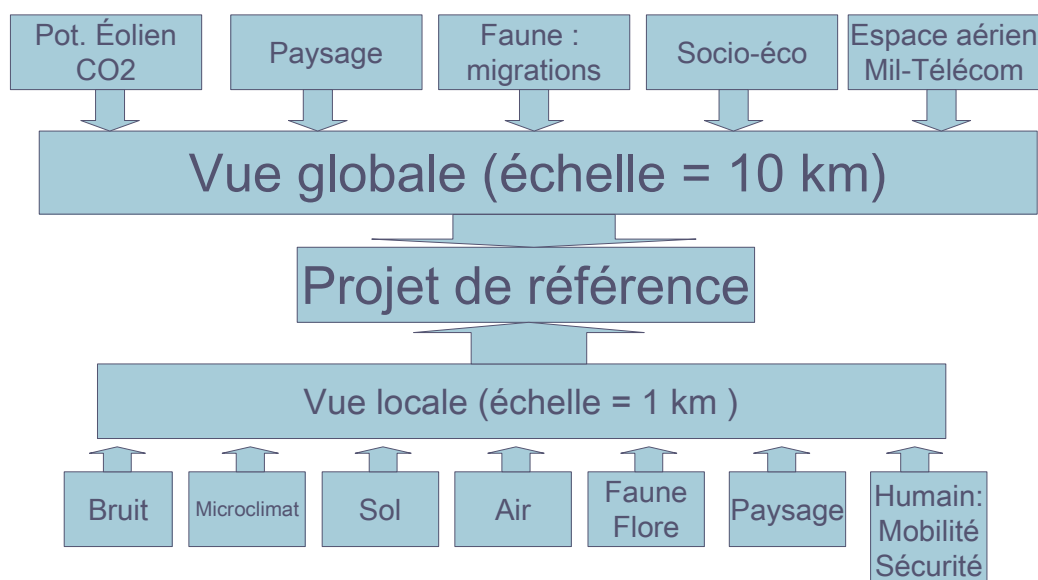 Pot. Éolien
CO2
Paysage
Faune :
migrations
Socio-éco
Espace aérien
Mil-Télécom
Vue globale (échelle = 10 km)
Projet de référence
Vue locale (échelle = 1 km )
Bruit
Microclimat
Sol
Air
Faune
Flore
Paysage
Humain:
Mobilité
Sécurité